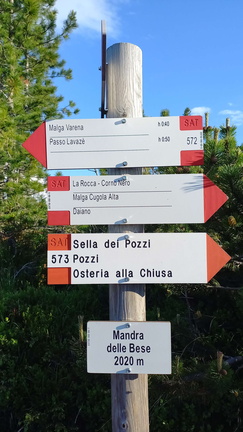 Malga Varena h 0:40 SAT
Passo Lavazè h 0:50
572
SAT La Rocca - Corno Nero
Malga Cugola Alta
Daiano
SAT Sella dei Pozzi
573 Pozzi
Osteria alla Chiusa
Mandra
delle Bese
2020 m